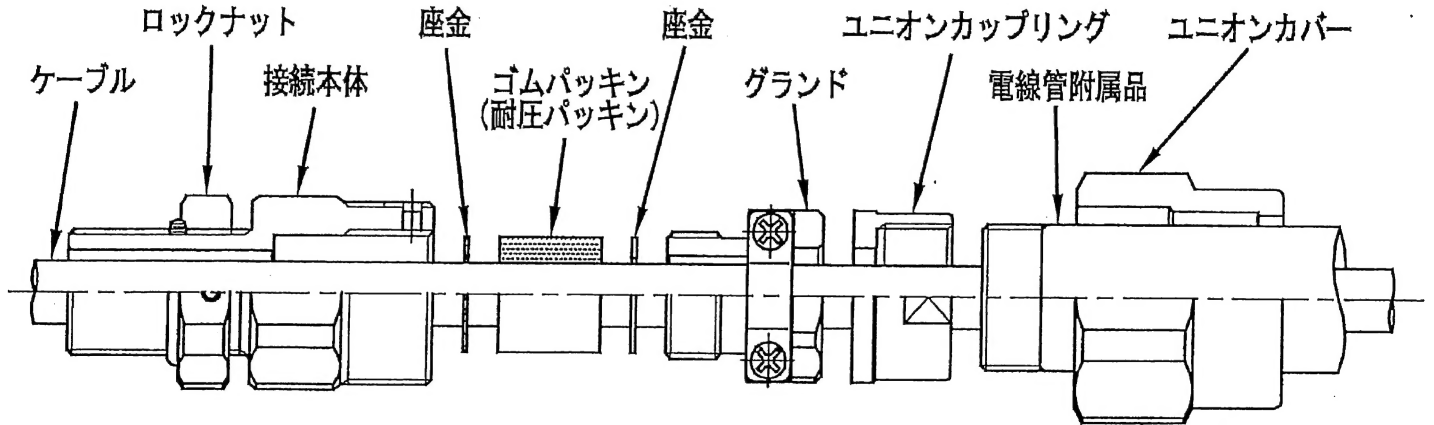 ロックナット
座金
座金
ユニオンカップリング
ユニオンカバー
ケーブル
接続本体
ゴムパッキン
(耐圧パッキン)
グランド
電線管附属品